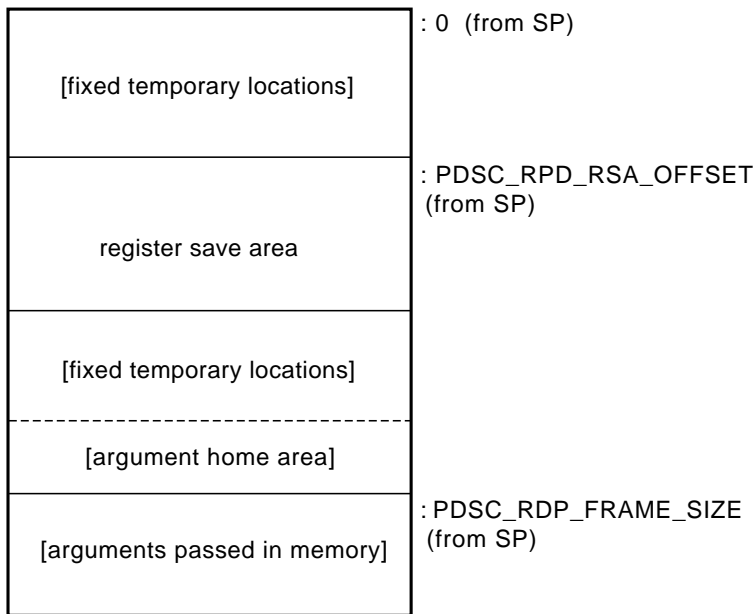 : 0 (from SP)
[fixed temporary locations]
: PDSC_RPD_RSA_OFFSET
(from SP)
register save area
[fixed temporary locations]
[argument home area]
: PDSC_RDP_FRAME_SIZE
(from SP)
[arguments passed in memory]